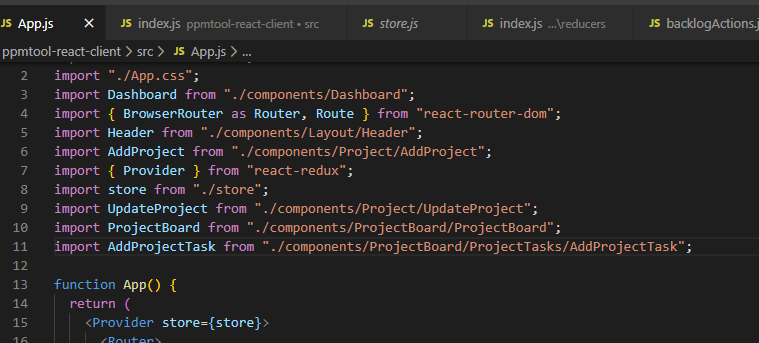 JS App.js × JS index.js ppmtool-react-client • src JS store.js JS index.js ...\reducers JS backlogActions.j
ppmtool-react-client > src > JS App.js > ...
2 import "./App.css";
3 import Dashboard from "./components/Dashboard";
4 import { BrowserRouter as Router, Route } from "react-router-dom";
5 import Header from "./components/Layout/Header";
6 import AddProject from "./components/Project/AddProject";
7 import { Provider } from "react-redux";
8 import store from "./store";
9 import UpdateProject from "./components/Project/UpdateProject";
10 import ProjectBoard from "./components/ProjectBoard/ProjectBoard";
11 import AddProjectTask from "./components/ProjectBoard/ProjectTasks/AddProjectTask";
12
13 function App() {
14 return (
15 <Provider store={store}>
16 <Router>